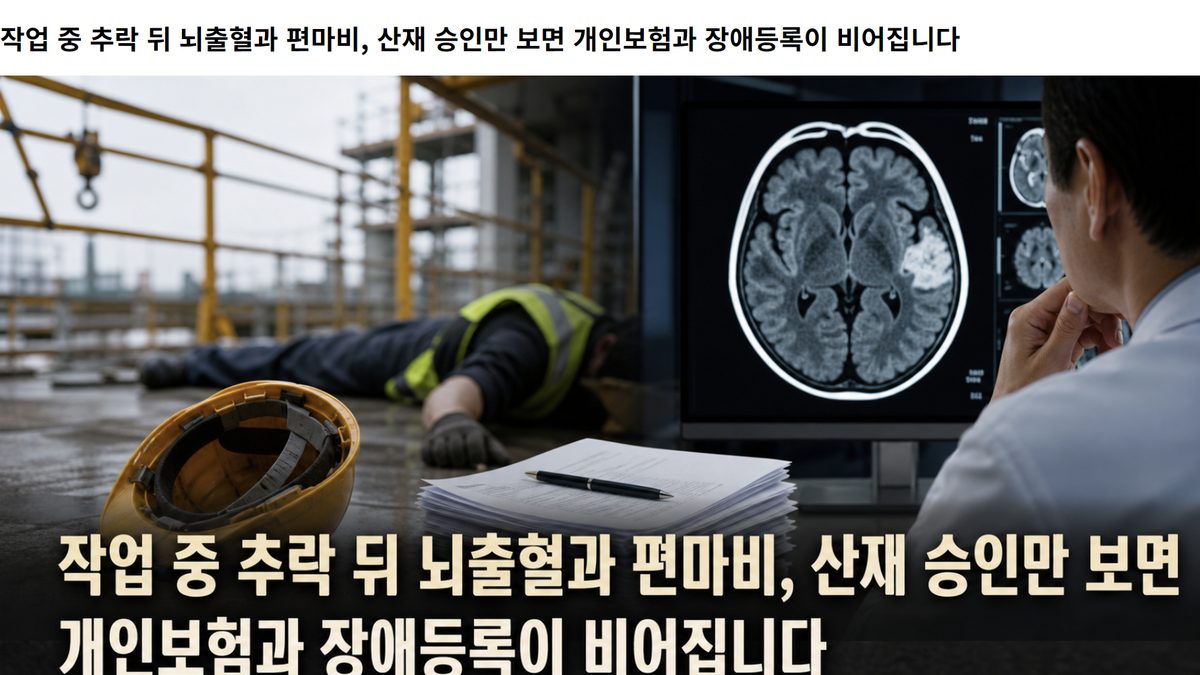 작업 중 추락 뒤 뇌출혈과 편마비, 산재 승인만 보면 개인보험과 장애등록이 비어집니다
작업 중 추락 뒤 뇌출혈과 편마비, 산재 승인만 보면
개인보험과 장애등록이 비어집니다